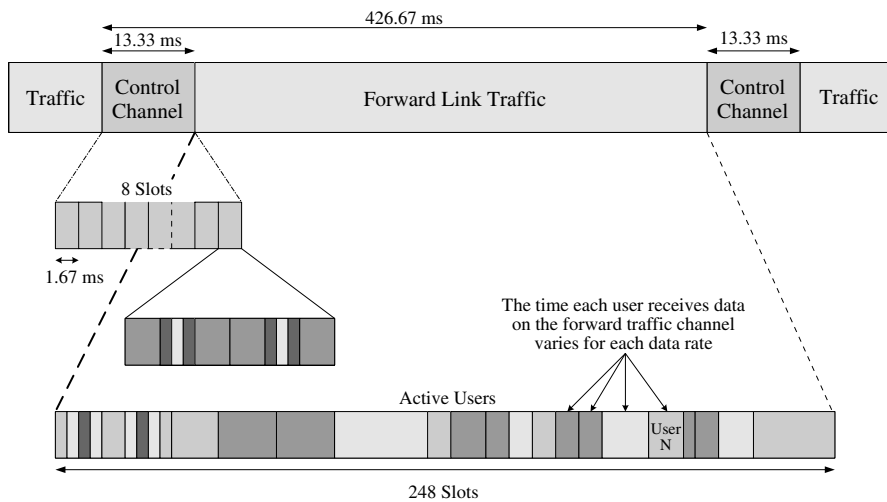 426.67 ms
13.33 ms
13.33 ms
Traffic
Control
Channel
Forward Link Traffic
Control
Channel
Traffic
8 Slots
1.67 ms
The time each user receives data
on the forward traffic channel
varies for each data rate
Active Users
User
N
248 Slots